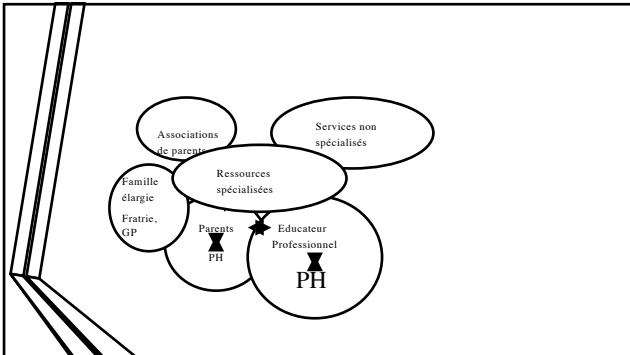 Associations
de parents
Services non
spécialisés
Ressources
spécialisées
Famille
élargie
Fratrie,
GP
Parents
PH
Educateur
Professionnel
PH